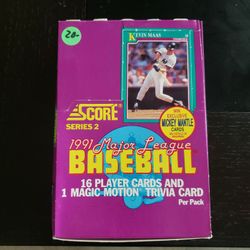 20-
KEVIN MAAS
SCORE
SERIES 2
EXCLUSIVE
MICKEY MANTLE
CARDS
1991 Major League
BASEBALL
16 PLAYER CARDS AND
1 MAGIC MOTION TRIVIA CARD
Per Pack